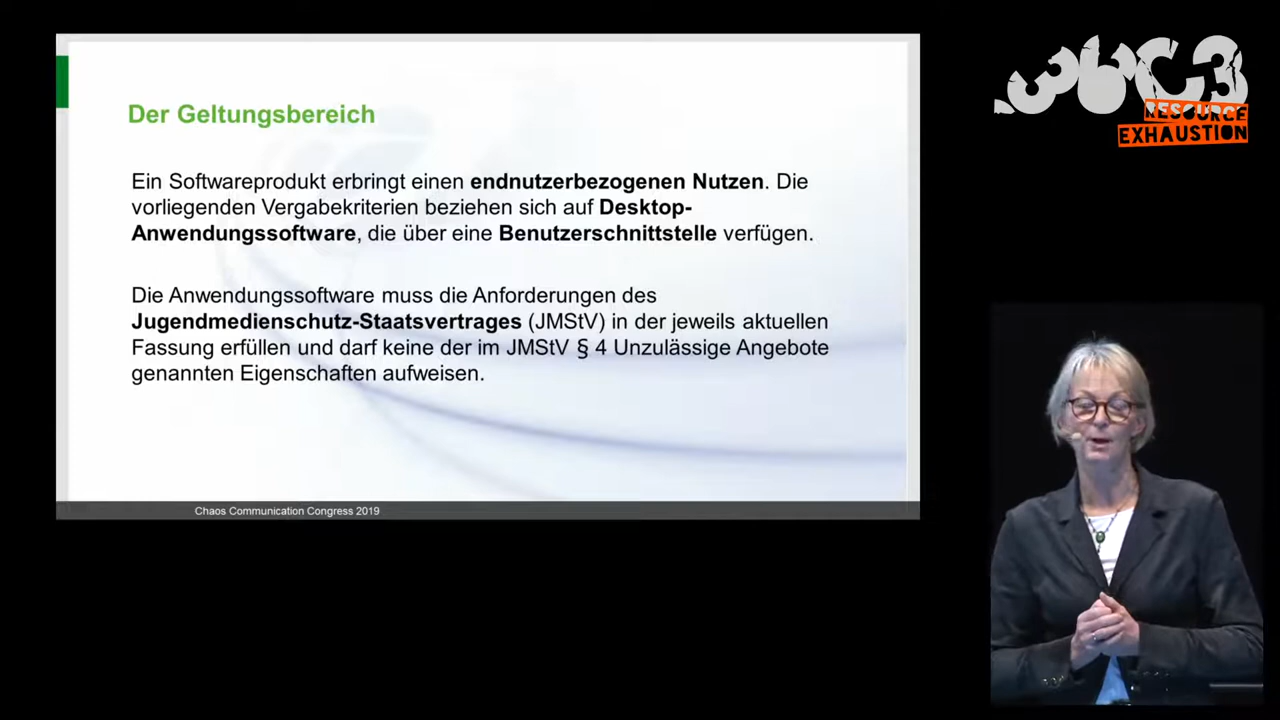 Der Geltungsbereich
Ein Softwareprodukt erbringt einen endnutzerbezogenen Nutzen. Die
vorliegenden Vergabekriterien beziehen sich auf Desktop-
Anwendungssoftware, die über eine Benutzerschnittstelle verfügen.
Die Anwendungssoftware muss die Anforderungen des
Jugendmedienschutz-Staatsvertrages (JMStV) in der jeweils aktuellen
Fassung erfüllen und darf keine der im JMStV § 4 Unzulässige Angebote
genannten Eigenschaften aufweisen.
Chaos Communication Congress 2019
36C3
RESOURCE
EXHAUSTION